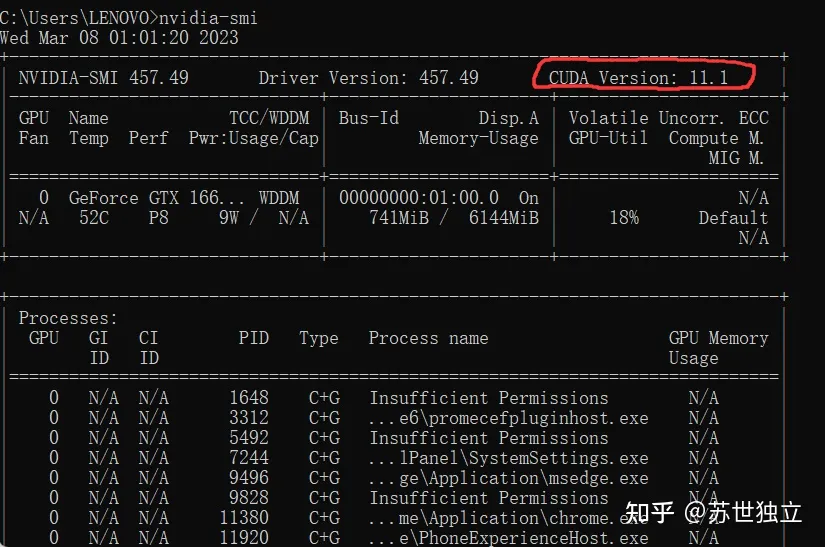 C:\Users\LENOVO>nvidia-smi
Wed Mar 08 01:01:20 2023
NVIDIA-SMI 457.49 Driver Version: 457.49 CUDA Version: 11.1
GPU Name TCC/WDDM Bus-Id Disp.A Volatile Uncorr. ECC
Fan Temp Perf Pwr:Usage/Cap Memory-Usage GPU-Util Compute M.
MIG M.
0 GeForce GTX 166... WDDM 00000000:01:00.0 On N/A
N/A 52C P8 9W / N/A 741MiB / 6144MiB 18% Default
N/A
Processes:
GPU GI CI PID Type Process name GPU Memory
ID ID Usage
0 N/A N/A 1648 C+G Insufficient Permissions N/A
0 N/A N/A 3312 C+G ...e6\promecefpluginhost.exe N/A
0 N/A N/A 5492 C+G Insufficient Permissions N/A
0 N/A N/A 7244 C+G ...lPanel\SystemSettings.exe N/A
0 N/A N/A 9496 C+G ...ge\Application\msedge.exe N/A
0 N/A N/A 9828 C+G Insufficient Permissions N/A
0 N/A N/A 11380 C+G ...me\Application\chrome.exe N/A
0 N/A N/A 11920 C+G ...e\PhoneExperienceHost.exe N/A
知乎 @苏世独立